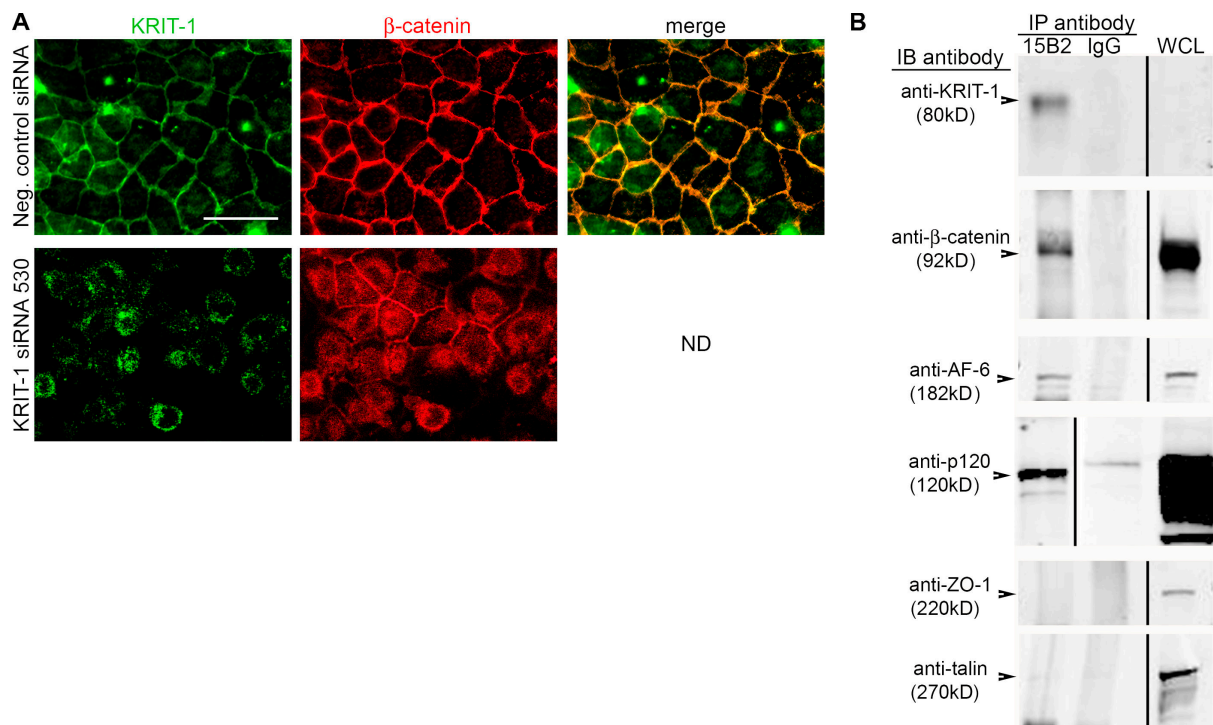 A
KRIT-1
β-catenin
merge
Neg. control siRNA
KRIT-1 siRNA 530
ND
B
IP antibody
IB antibody
15B2
IgG
WCL
anti-KRIT-1
(80kD)
anti-β-catenin
(92kD)
anti-AF-6
(182kD)
anti-p120
(120kD)
anti-ZO-1
(220kD)
anti-talin
(270kD)